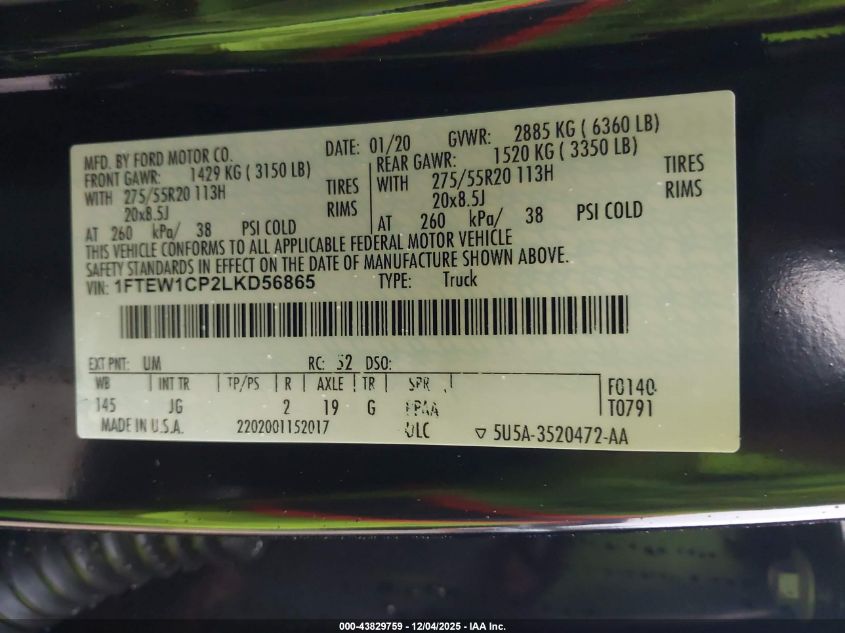 MFD. BY FORD MOTOR CO. DATE: 01/20 GVWR: 2885 KG ( 6360 LB)
FRONT GAWR: 1429 KG ( 3150 LB) REAR GAWR: 1520 KG ( 3350 LB)
WITH 275/55R20 113H TIRES WITH 275/55R20 113H TIRES
20x8.5J RIMS 20x8.5J RIMS
AT 260 kPa/ 38 PSI COLD AT 260 kPa/ 38 PSI COLD
THIS VEHICLE CONFORMS TO ALL APPLICABLE FEDERAL MOTOR VEHICLE
SAFETY STANDARDS IN EFFECT ON THE DATE OF MANUFACTURE SHOWN ABOVE.
VIN: 1FTEW1CP2LKD56865 TYPE: Truck
EXT PNT: UM RC: 52 DSO:
WB INT TR TP/PS R AXLE TR SPR F0140
145 JG 2 19 G T0791
MADE IN U.S.A. 2202001152017 ULC ▽ 5U5A-3520472-AA
000-43829759 - 12/04/2025 - IAA Inc.